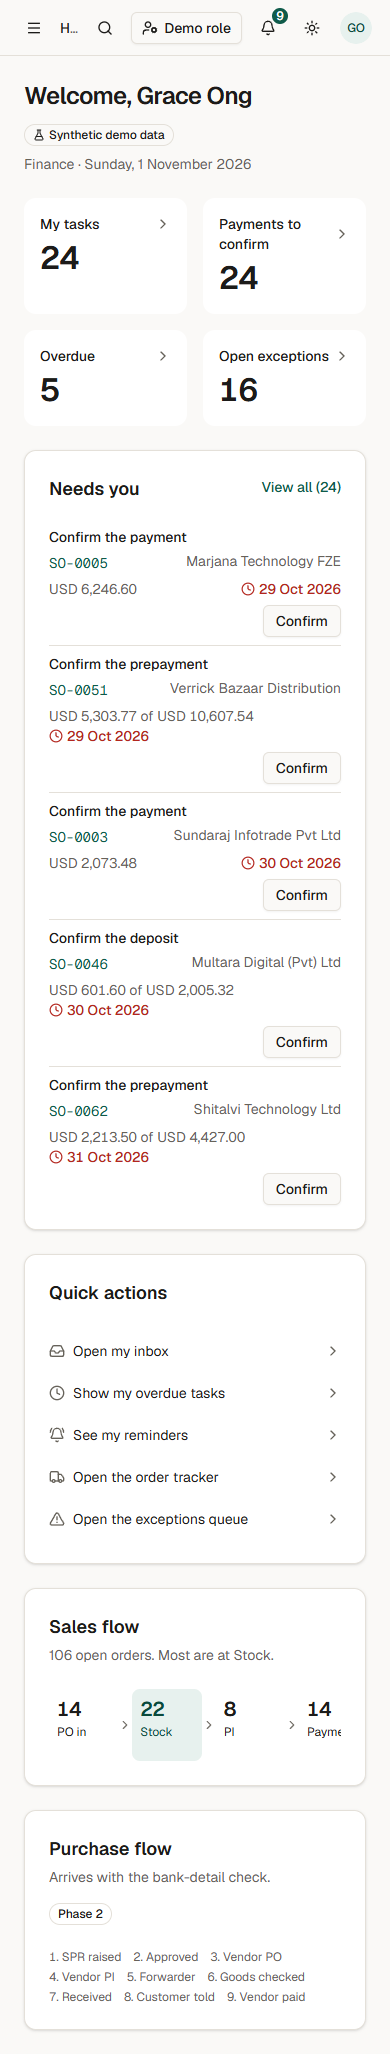 H...
Demo role
9
GO
Welcome, Grace Ong
Synthetic demo data
Finance · Sunday, 1 November 2026
My tasks
24
Payments to
confirm
24
Overdue
5
Open exceptions
16
Needs you
View all (24)
Confirm the payment
SO-0005
Marjana Technology FZE
USD 6,246.60
29 Oct 2026
Confirm
Confirm the prepayment
SO-0051
Verrick Bazaar Distribution
USD 5,303.77 of USD 10,607.54
29 Oct 2026
Confirm
Confirm the payment
SO-0003
Sundaraj Infotrade Pvt Ltd
USD 2,073.48
30 Oct 2026
Confirm
Confirm the deposit
SO-0046
Multara Digital (Pvt) Ltd
USD 601.60 of USD 2,005.32
30 Oct 2026
Confirm
Confirm the prepayment
SO-0062
Shitalvi Technology Ltd
USD 2,213.50 of USD 4,427.00
31 Oct 2026
Confirm
Quick actions
Open my inbox
Show my overdue tasks
See my reminders
Open the order tracker
Open the exceptions queue
Sales flow
106 open orders. Most are at Stock.
14
PO in
22
Stock
8
PI
14
Payme
Purchase flow
Arrives with the bank-detail check.
Phase 2
1. SPR raised 2. Approved 3. Vendor PO
4. Vendor PI 5. Forwarder 6. Goods checked
7. Received 8. Customer told 9. Vendor paid